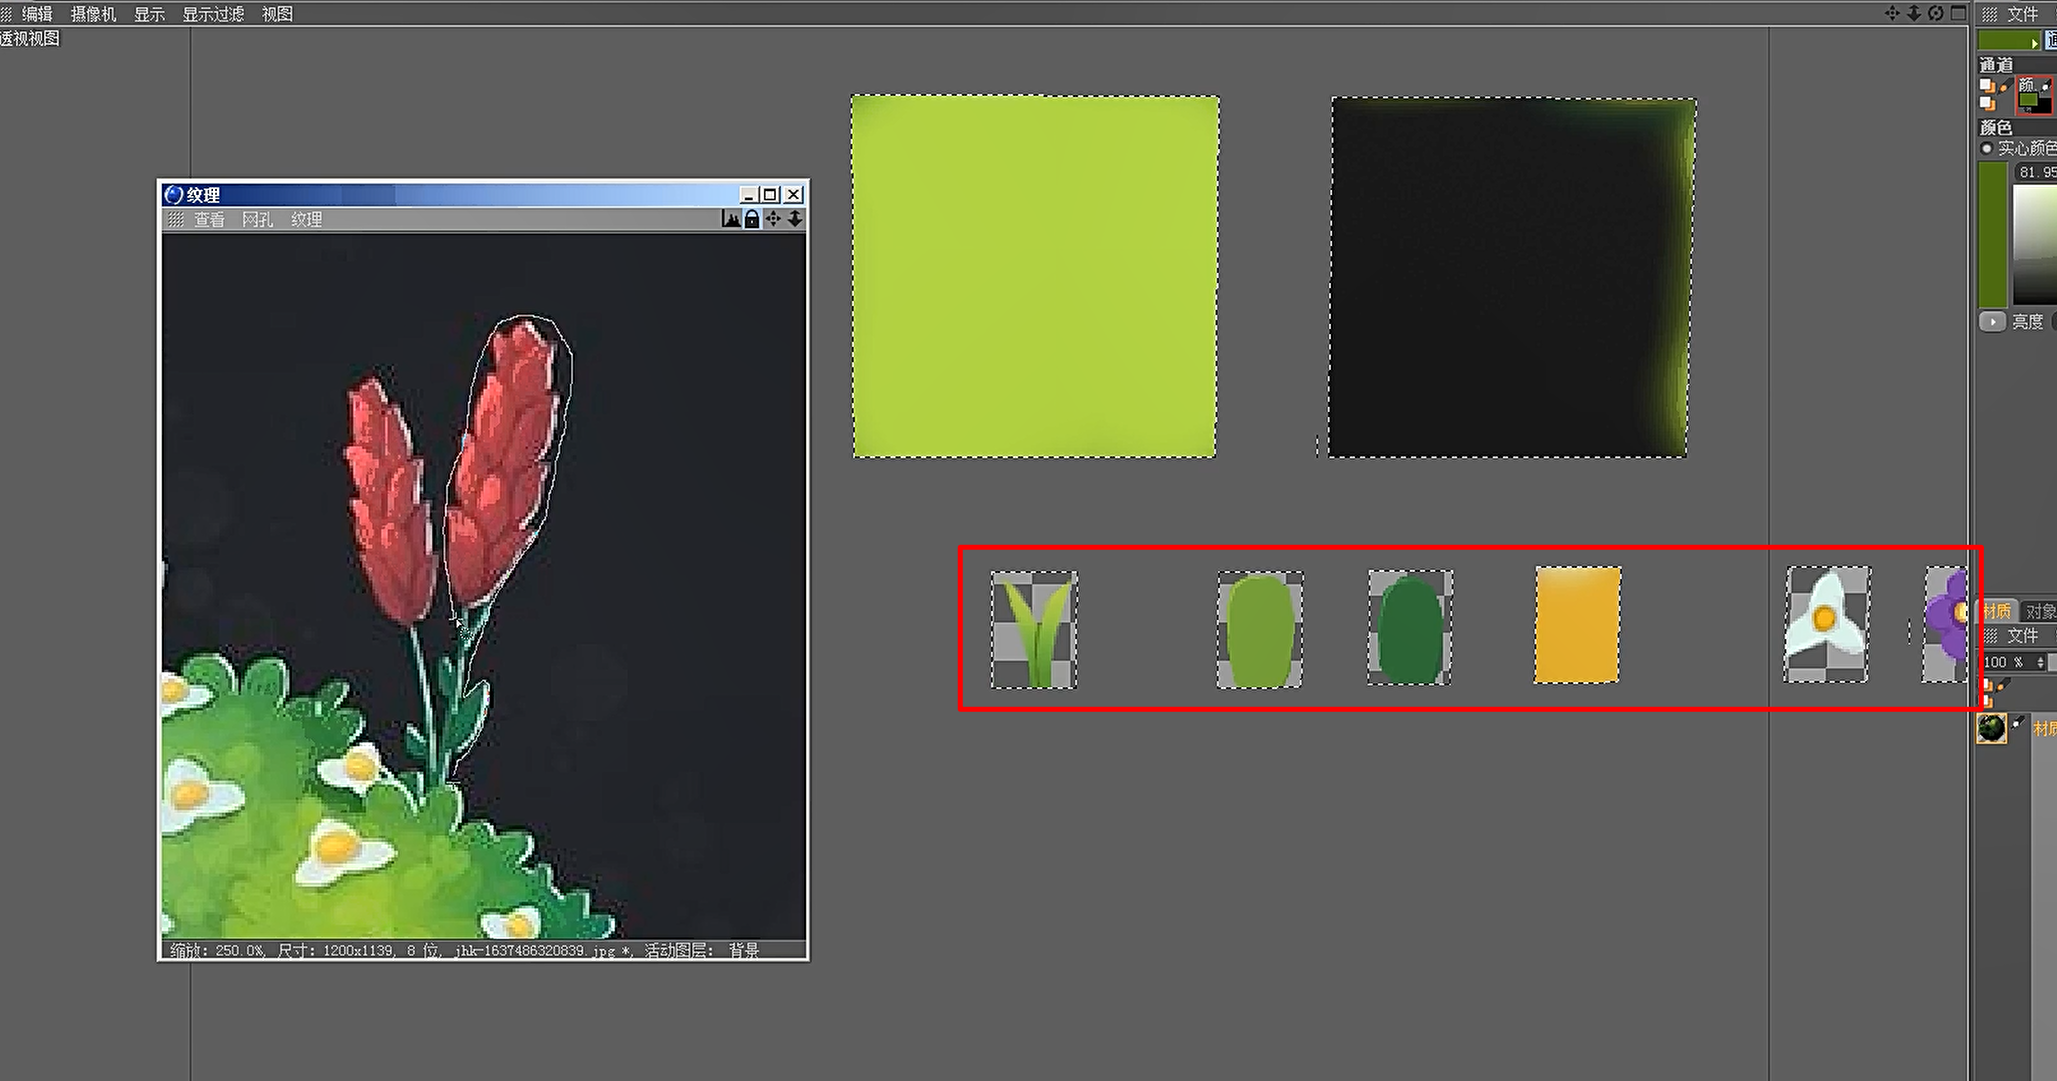 编辑 摄像机 显示 显示过滤 视图
透视视图
纹理
查看 网孔 纹理
缩放: 250.0%, 尺寸: 1200x1139, 8 位, jhk-1637486320839.jpg *, 活动图层: 背景
文件
通道
颜
颜色
实心颜色
81.95
亮度
材质 对象
文件
100 %
材质